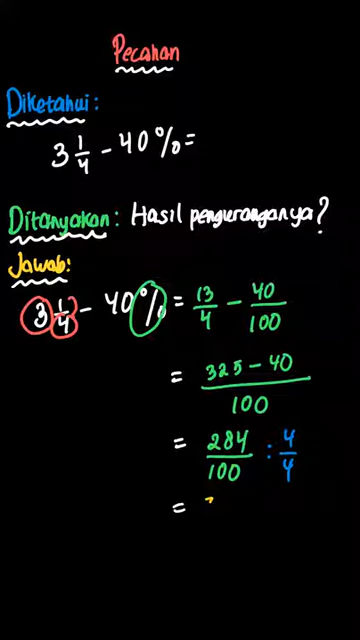 Pecahan
Diketahui:
3 1/4 - 40% =
Ditanyakan: Hasil pengurangannya?
Jawab:
3 1/4 - 40% = 13/4 - 40/100
= 325 - 40 / 100
= 284/100 : 4/4
=